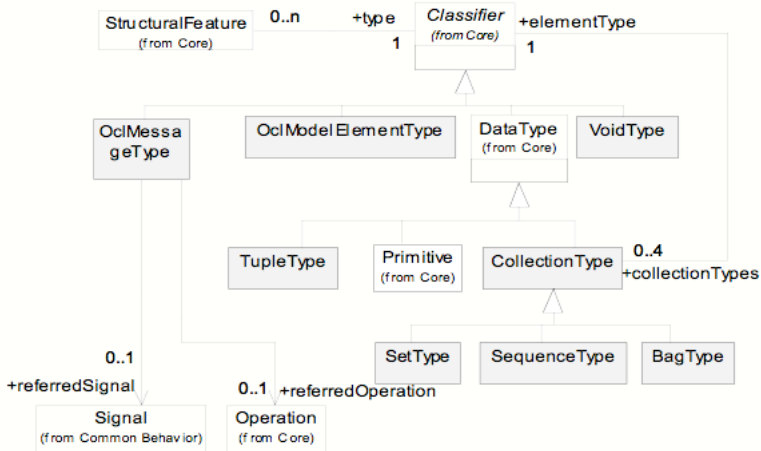 StructuralFeature
(from Core)
0..n
+type
1
Classifier
(from Core)
+elementType
1
OclMessa
geType
OclModelElementType
DataType
(from Core)
VoidType
TupleType
Primitive
(from Core)
CollectionType
0..4
+collectionTypes
SetType
SequenceType
BagType
0..1
+referredSignal
0..1
+referredOperation
Signal
(from Common Behavior)
Operation
(from Core)